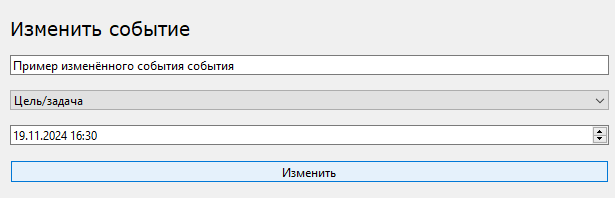 Изменить событие
Пример изменённого события события
Цель/задача
19.11.2024 16:30
Изменить